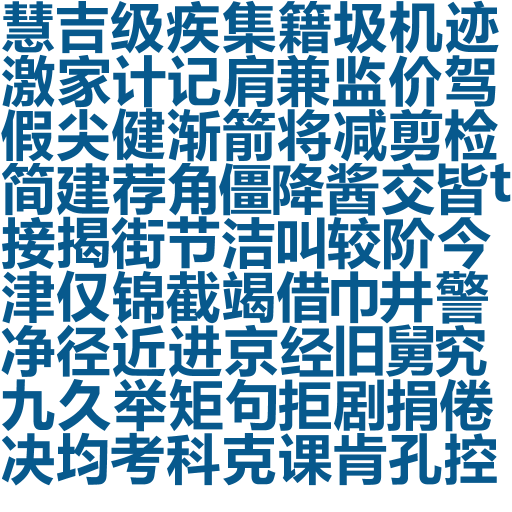 慧吉级疾集籍圾机迹
激家计记肩兼监价驾
假尖健渐箭将减剪检
简建荐角僵降酱交皆t
接揭街节洁叫较阶今
津仅锦截竭借巾井警
净径近进京经旧舅究
九久举矩句拒剧捐倦
决均考科克课肯孔控